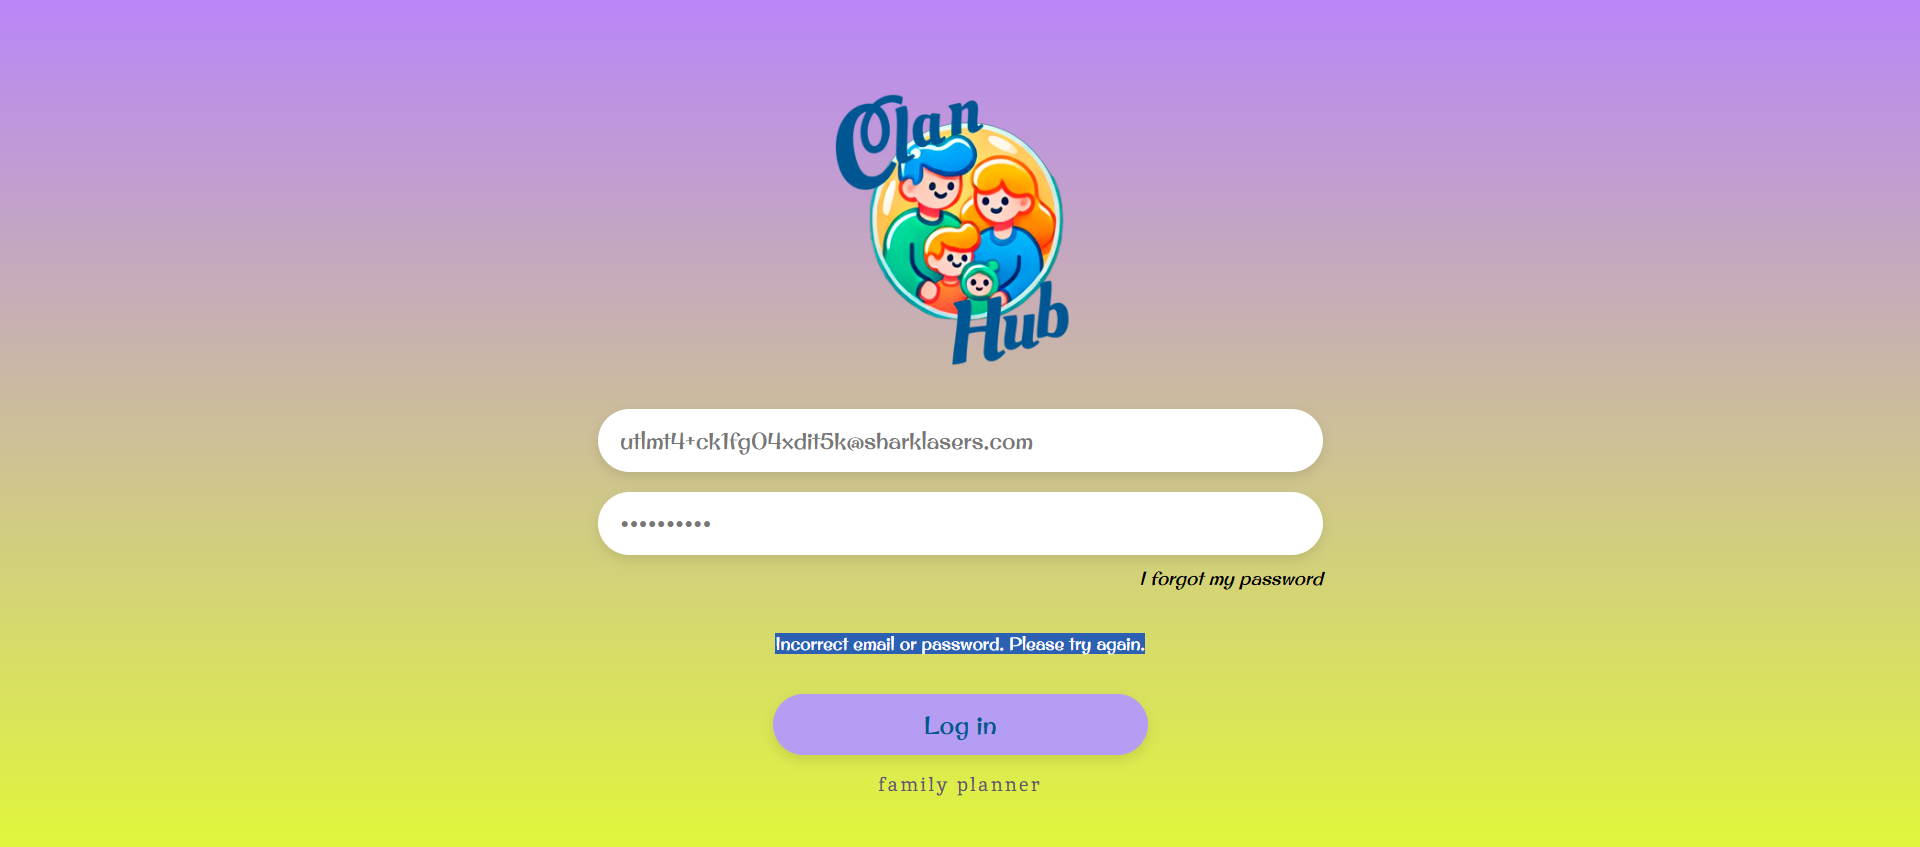 Clan
Hub
utlmt4+ck1fg04xdit5k@sharklasers.com
••••••••••
I forgot my password
Incorrect email or password. Please try again.
Log in
family planner